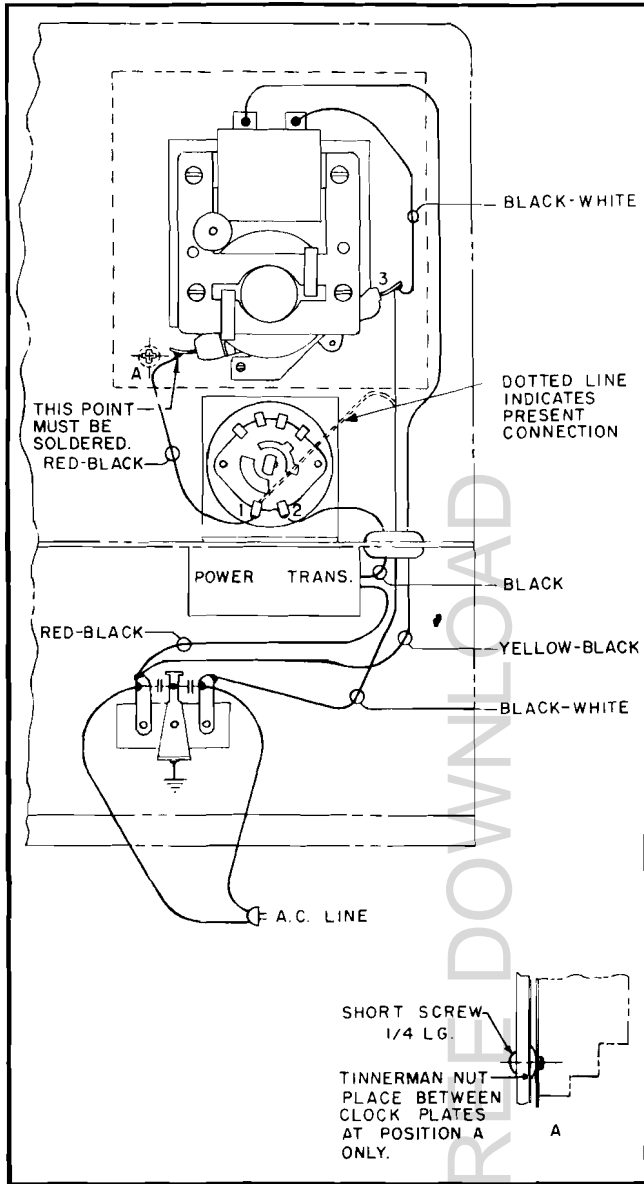 BLACK-WHITE
3
A
THIS POINT
MUST BE
SOLDERED.
RED-BLACK
DOTTED LINE
INDICATES
PRESENT
CONNECTION
1
2
POWER TRANS.
BLACK
RED-BLACK
YELLOW-BLACK
BLACK-WHITE
A.C. LINE
SHORT SCREW
1/4 LG.
TINNERMAN NUT
PLACE BETWEEN
CLOCK PLATES
AT POSITION A
ONLY.
A
REE DOWNLOAD